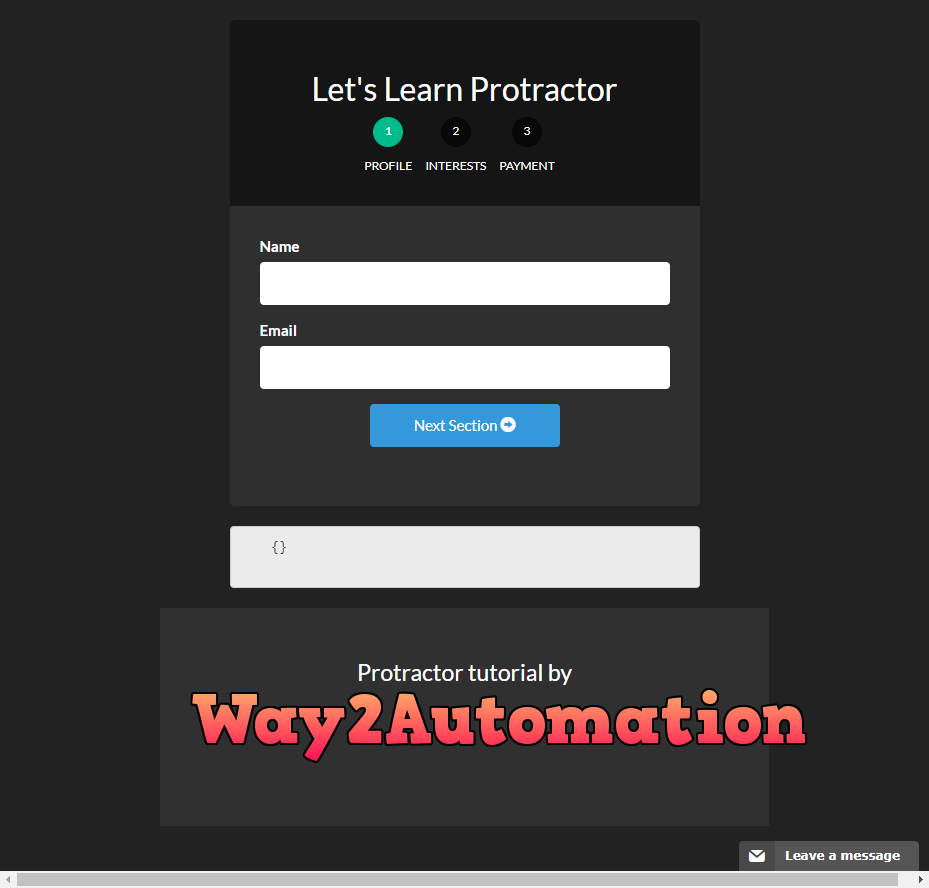 Let's Learn Protractor
1 2 3
PROFILE INTERESTS PAYMENT
Name
Email
Next Section
{}
Protractor tutorial by
Way2Automation
Leave a message